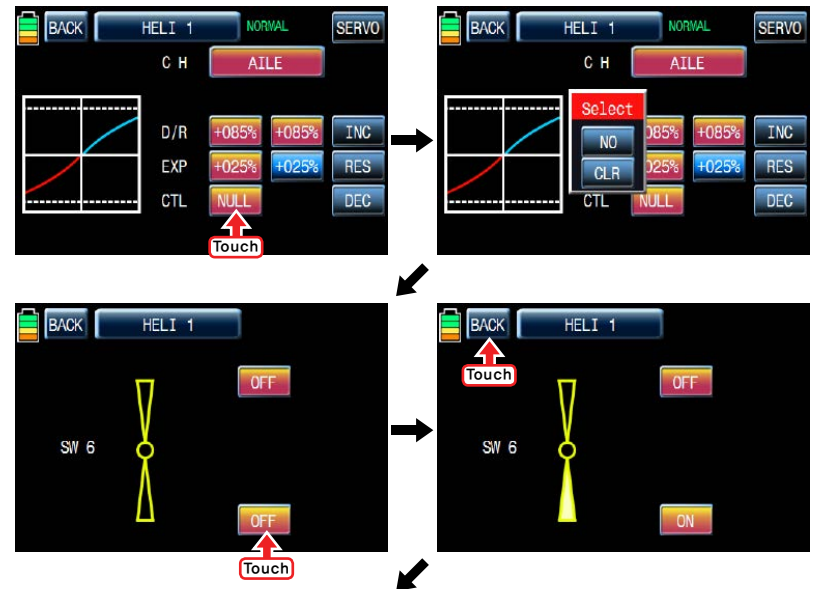 BACK HELI 1 NORMAL SERVO
C H AILE
D/R +085% +085% INC
EXP +025% +025% RES
CTL NULL DEC
Touch
BACK HELI 1 NORMAL SERVO
C H AILE
Select
NO
CLR
D/R 085% +085% INC
EXP 025% +025% RES
CTL NULL DEC
BACK HELI 1
OFF
SW 6
OFF
Touch
BACK HELI 1
Touch
OFF
SW 6
ON